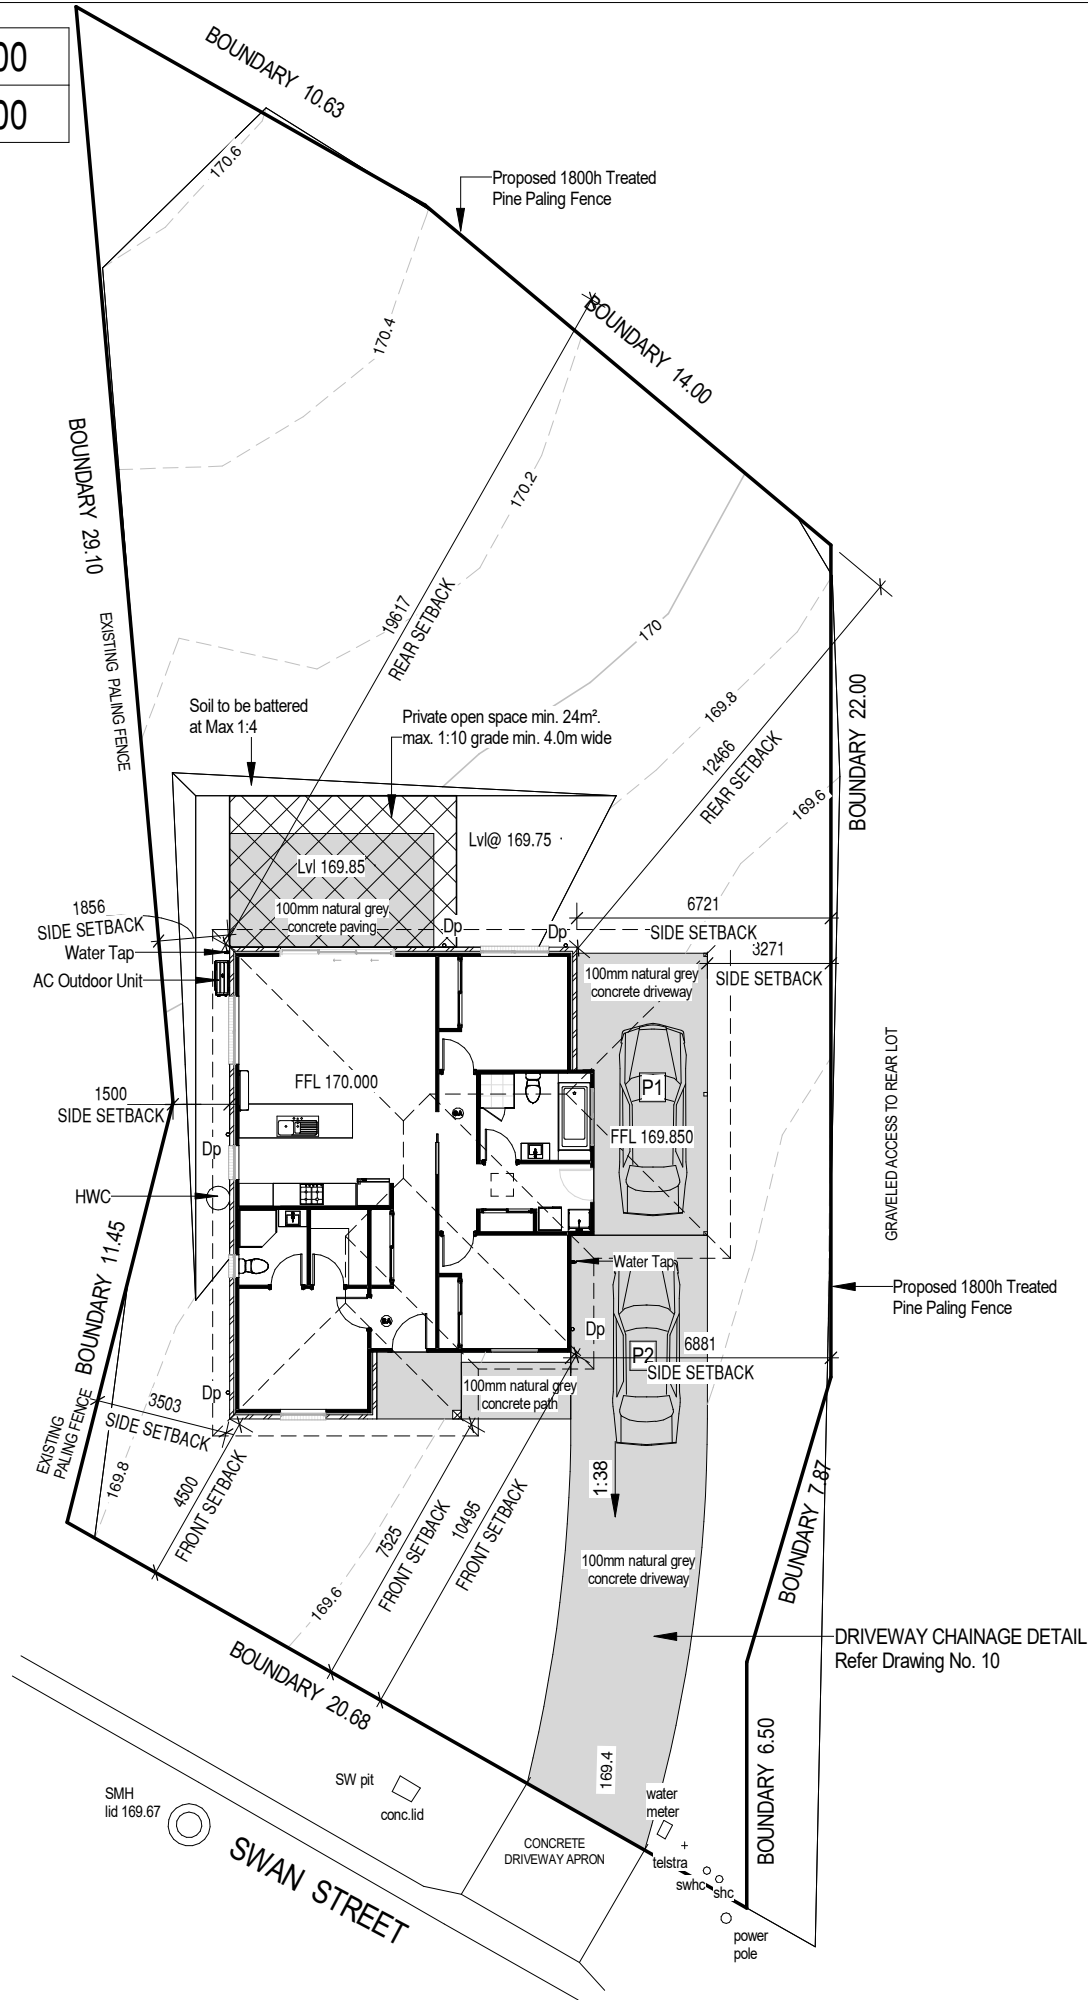 00
00
BOUNDARY 10.63
170.6
Proposed 1800h Treated
Pine Paling Fence
170.4
BOUNDARY 14.00
BOUNDARY 29.10
EXISTING PALING FENCE
170.2
19617
REAR SETBACK
170
169.8
12466
REAR SETBACK
169.6
BOUNDARY 22.00
Soil to be battered
at Max 1:4
Private open space min. 24m².
max. 1:10 grade min. 4.0m wide
Lvl@ 169.75
Lvl 169.85
100mm natural grey
concrete paving
Dp
Dp
1856
SIDE SETBACK
Water Tap
AC Outdoor Unit
6721
SIDE SETBACK
3271
SIDE SETBACK
100mm natural grey
concrete driveway
P1
FFL 170.000
FFL 169.850
1500
SIDE SETBACK
Dp
HWC
SA
SA
GRAVELED ACCESS TO REAR LOT
BOUNDARY 11.45
EXISTING
PALING FENCE
Water Tap
Proposed 1800h Treated
Pine Paling Fence
Dp
P2
6881
SIDE SETBACK
100mm natural grey
concrete path
Dp
3503
SIDE SETBACK
169.8
4500
FRONT SETBACK
7525
FRONT SETBACK
10495
FRONT SETBACK
1:38
BOUNDARY 7.87
100mm natural grey
concrete driveway
169.6
DRIVEWAY CHAINAGE DETAIL
Refer Drawing No. 10
BOUNDARY 20.68
169.4
BOUNDARY 6.50
SW pit
conc.lid
SMH
lid 169.67
SWAN STREET
CONCRETE
DRIVEWAY APRON
water
meter
telstra
swhc
shc
power
pole